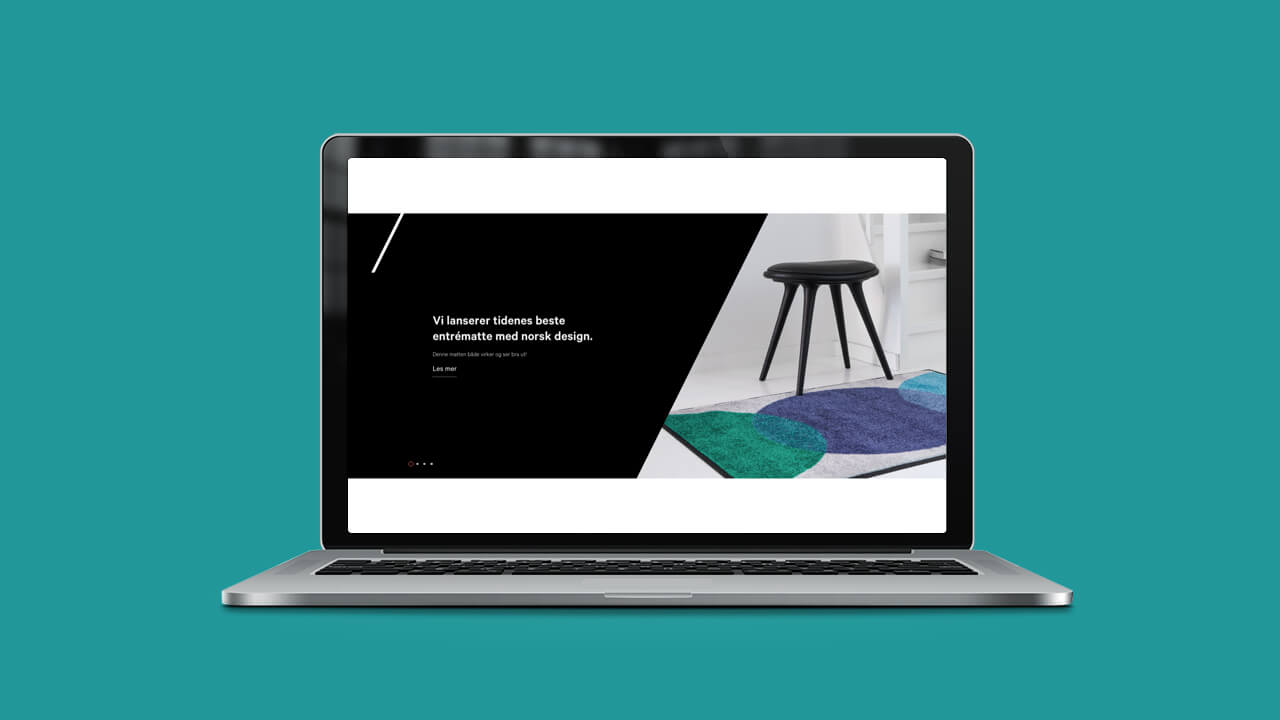 Vi lanserer tidenes beste
entrématte med norsk design.
Denne matten både virker og ser bra ut!
Les mer